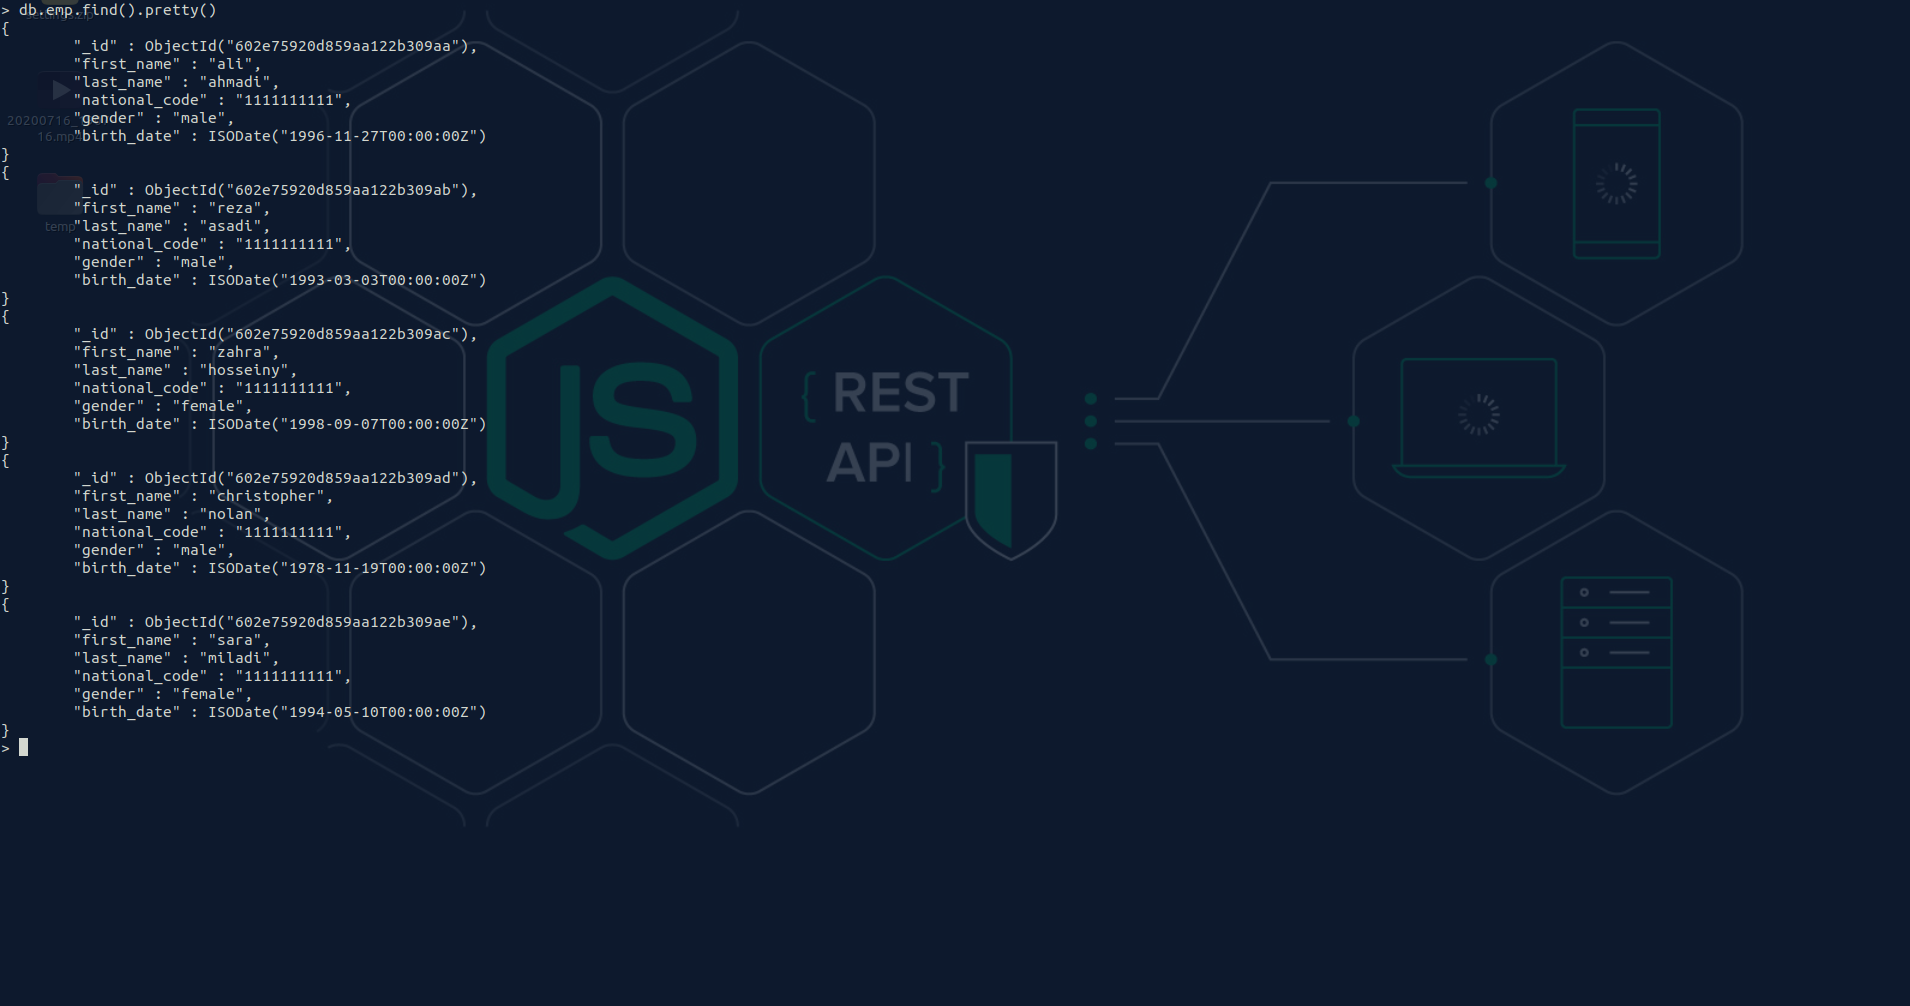 > db.emp.find().pretty()
settings.zip
{
"_id" : ObjectId("602e75920d859aa122b309aa"),
"first_name" : "ali",
"last_name" : "ahmadi",
"national_code" : "1111111111",
"gender" : "male",
"birth_date" : ISODate("1996-11-27T00:00:00Z")
}
{
"_id" : ObjectId("602e75920d859aa122b309ab"),
"first_name" : "reza",
"last_name" : "asadi",
"national_code" : "1111111111",
"gender" : "male",
"birth_date" : ISODate("1993-03-03T00:00:00Z")
}
{
"_id" : ObjectId("602e75920d859aa122b309ac"),
"first_name" : "zahra",
"last_name" : "hosseiny",
"national_code" : "1111111111",
"gender" : "female",
"birth_date" : ISODate("1998-09-07T00:00:00Z")
}
{
"_id" : ObjectId("602e75920d859aa122b309ad"),
"first_name" : "christopher",
"last_name" : "nolan",
"national_code" : "1111111111",
"gender" : "male",
"birth_date" : ISODate("1978-11-19T00:00:00Z")
}
{
"_id" : ObjectId("602e75920d859aa122b309ae"),
"first_name" : "sara",
"last_name" : "miladi",
"national_code" : "1111111111",
"gender" : "female",
"birth_date" : ISODate("1994-05-10T00:00:00Z")
}
>
16.mp4
temp
JS
{ REST
API }